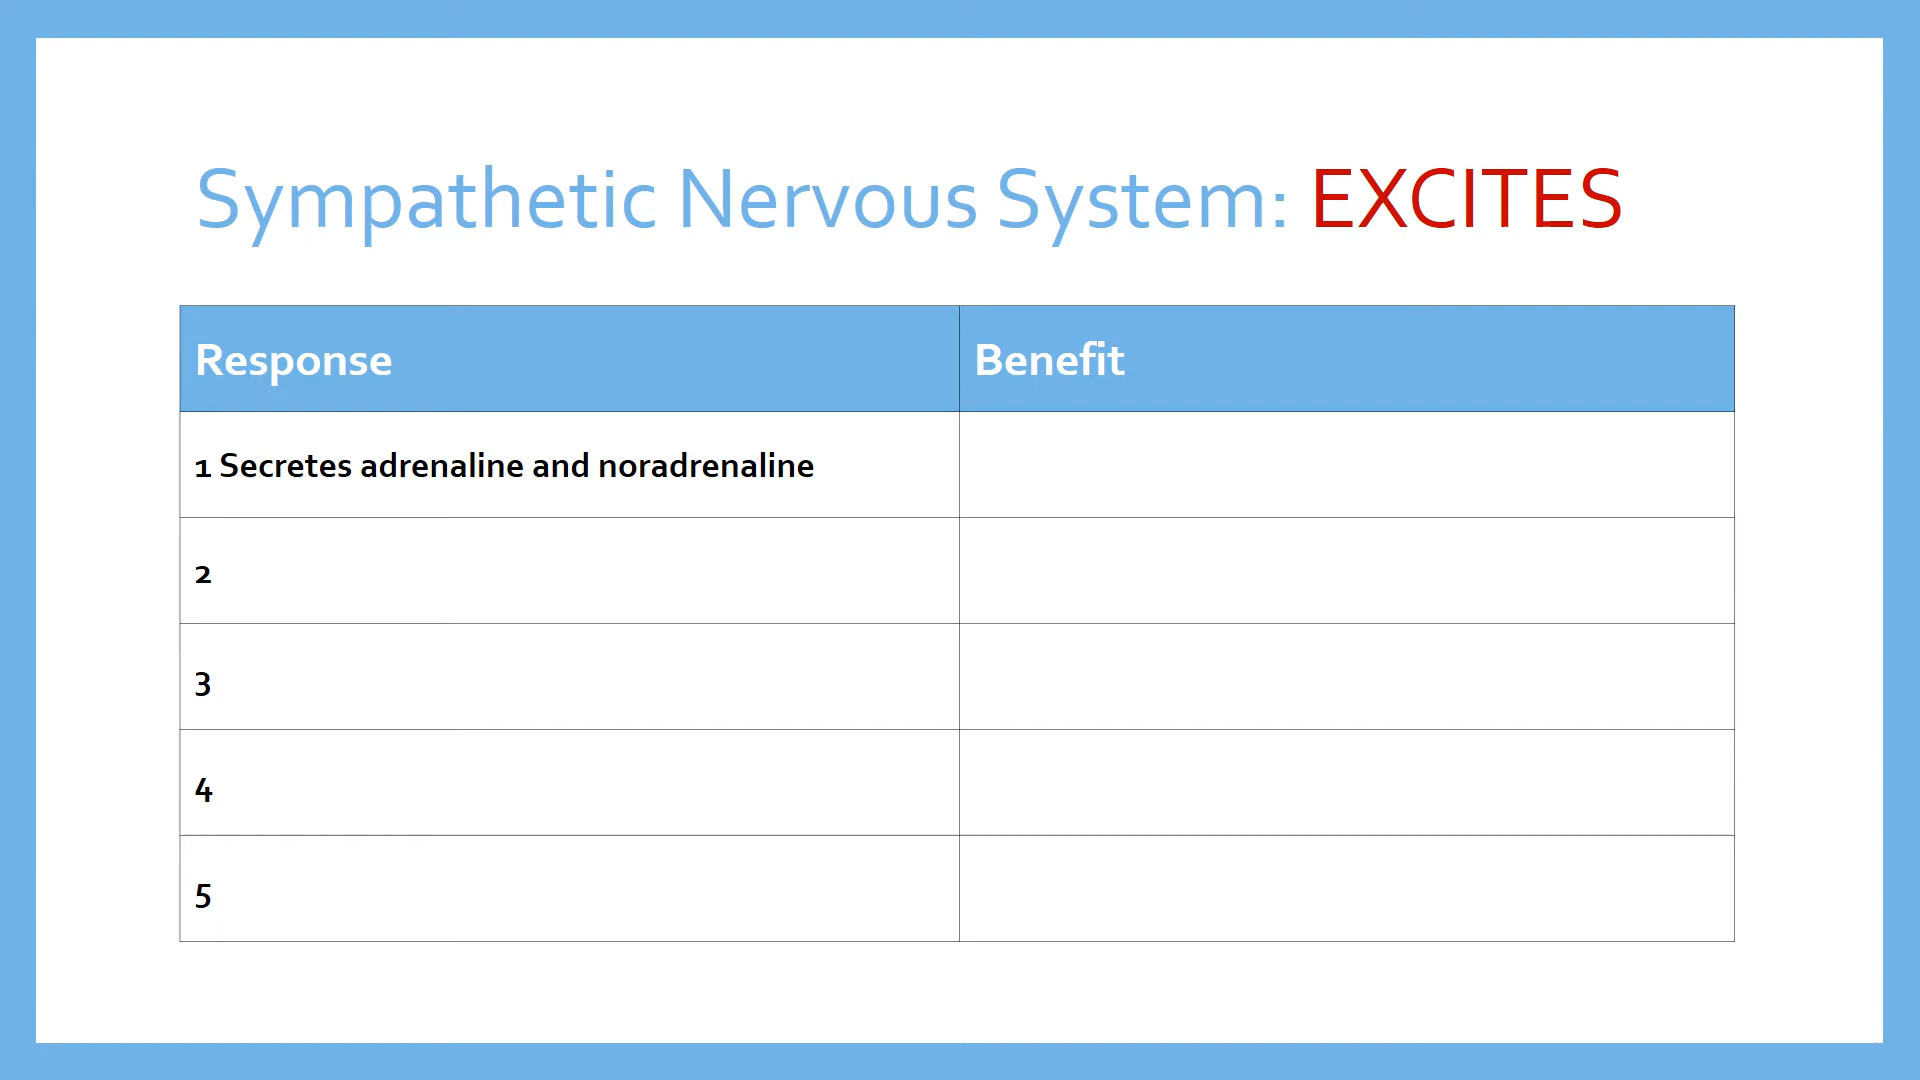 Sympathetic Nervous System: EXCITES
Response Benefit
1 Secretes adrenaline and noradrenaline
2
3
4
5